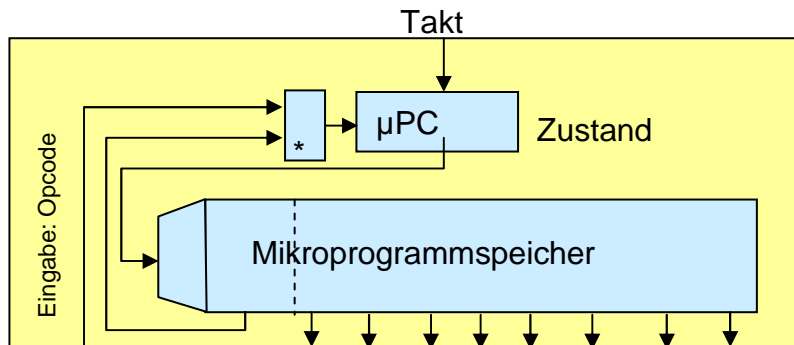 Takt
µPC
*
Zustand
Eingabe: Opcode
Mikroprogrammspeicher